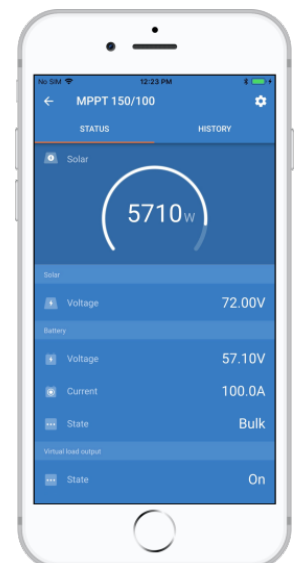 No SIM 12:23 PM
MPPT 150/100
STATUS HISTORY
Solar
5710W
Solar
Voltage 72.00V
Battery
Voltage 57.10V
Current 100.0A
State Bulk
Virtual load output
State On